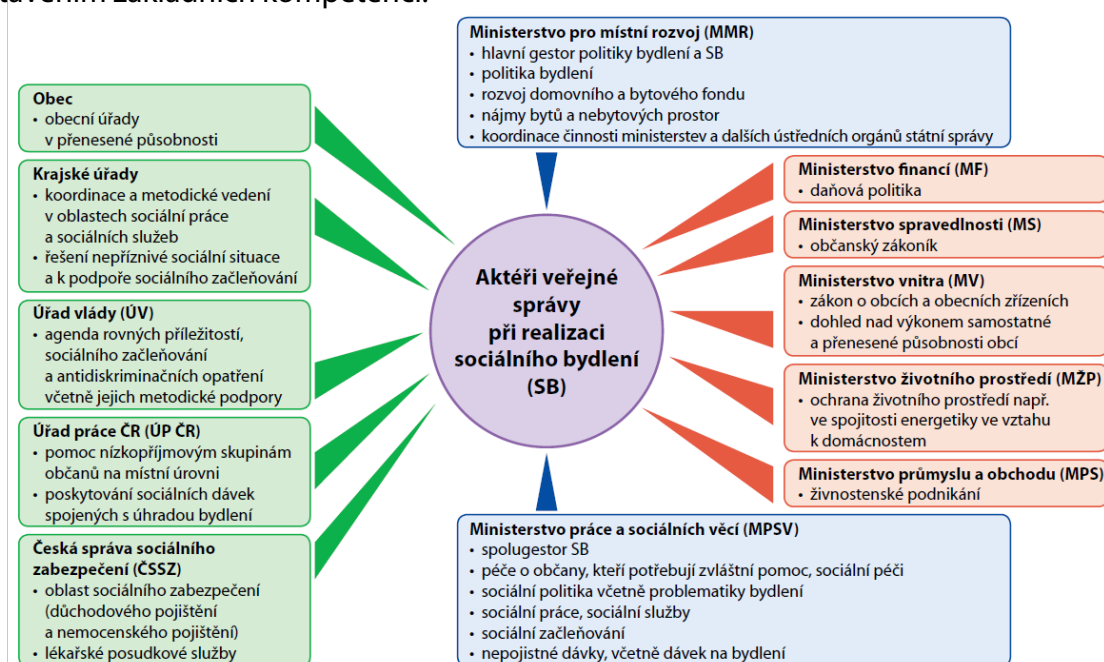 tavením základních kompetencí.
Ministerstvo pro místní rozvoj (MMR)
• hlavní gestor politiky bydlení a SB
• politika bydlení
• rozvoj domovního a bytového fondu
• nájmy bytů a nebytových prostor
• koordinace činnosti ministerstev a dalších ústředních orgánů státní správy
Obec
• obecní úřady
v přenesené působnosti
Krajské úřady
• koordinace a metodické vedení
v oblastech sociální práce
a sociálních služeb
• řešení nepříznivé sociální situace
a k podpoře sociálního začleňování
Úřad vlády (ÚV)
• agenda rovných příležitostí,
sociálního začleňování
a antidiskriminačních opatření
včetně jejich metodické podpory
Úřad práce ČR (ÚP ČR)
• pomoc nízkopříjmovým skupinám
občanů na místní úrovni
• poskytování sociálních dávek
spojených s úhradou bydlení
Česká správa sociálního
zabezpečení (ČSSZ)
• oblast sociálního zabezpečení
(důchodového pojištění
a nemocenského pojištění)
• lékařské posudkové služby
Aktéři veřejné
správy
při realizaci
sociálního bydlení
(SB)
Ministerstvo financí (MF)
• daňová politika
Ministerstvo spravedlnosti (MS)
• občanský zákoník
Ministerstvo vnitra (MV)
• zákon o obcích a obecních zřízeních
• dohled nad výkonem samostatné
a přenesené působnosti obcí
Ministerstvo životního prostředí (MŽP)
• ochrana životního prostředí např.
ve spojitosti energetiky ve vztahu
k domácnostem
Ministerstvo průmyslu a obchodu (MPS)
• živnostenské podnikání
Ministerstvo práce a sociálních věcí (MPSV)
• spolugestor SB
• péče o občany, kteří potřebují zvláštní pomoc, sociální péči
• sociální politika včetně problematiky bydlení
• sociální práce, sociální služby
• sociální začleňování
• nepojistné dávky, včetně dávek na bydlení